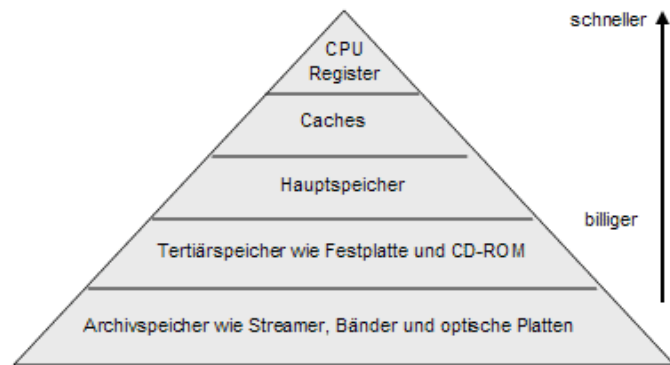 schneller
CPU
Register
Caches
Hauptspeicher
billiger
Tertiärspeicher wie Festplatte und CD-ROM
Archivspeicher wie Streamer, Bänder und optische Platten